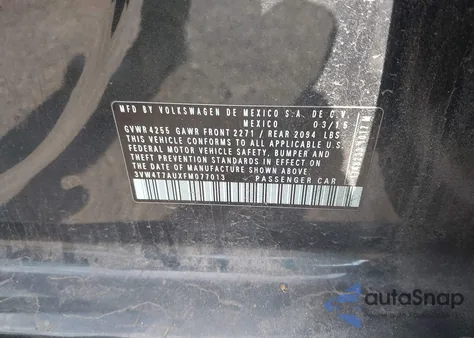 MFD BY VOLKSWAGEN DE MEXICO S.A. DE C.V.
MEXICO 03/15
GVWR 4255 GAWR FRONT 2271 / REAR 2094 LBS
THIS VEHICLE CONFORMS TO ALL APPLICABLE U.S.
FEDERAL MOTOR VEHICLE SAFETY, BUMPER AND
THEFT PREVENTION STANDARDS IN EFFECT ON
THE DATE OF MANUFACTURE SHOWN ABOVE.
3VW4T7AUXFM077013 PASSENGER CAR
autaSnap